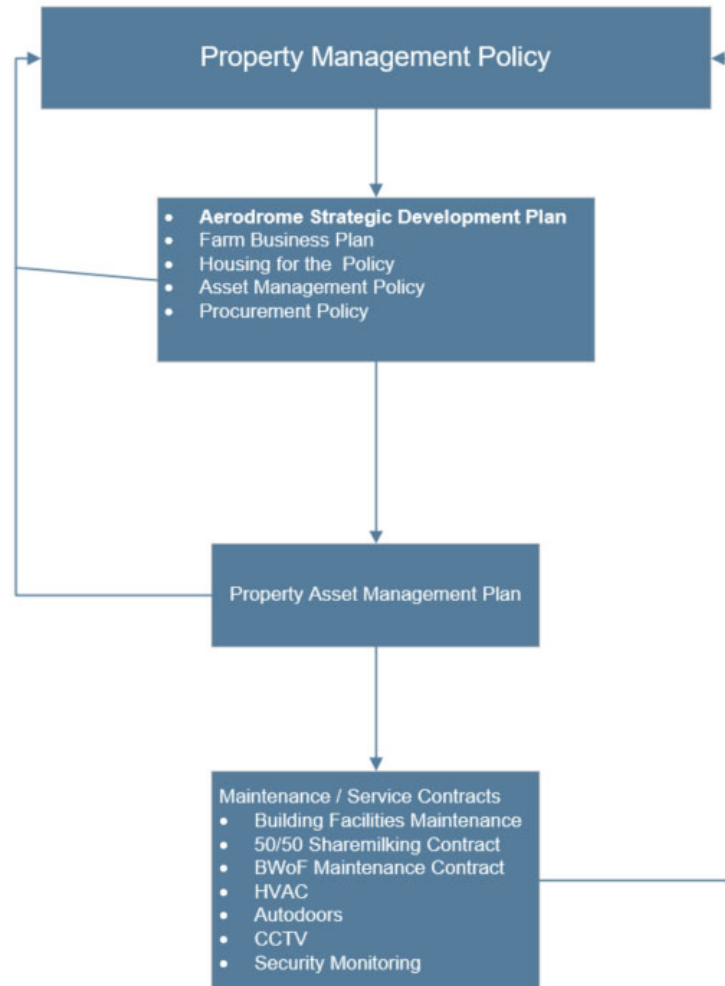 Property Management Policy
• Aerodrome Strategic Development Plan
• Farm Business Plan
• Housing for the  Policy
• Asset Management Policy
• Procurement Policy
Property Asset Management Plan
Maintenance / Service Contracts
• Building Facilities Maintenance
• 50/50 Sharemilking Contract
• BWoF Maintenance Contract
• HVAC
• Autodoors
• CCTV
• Security Monitoring